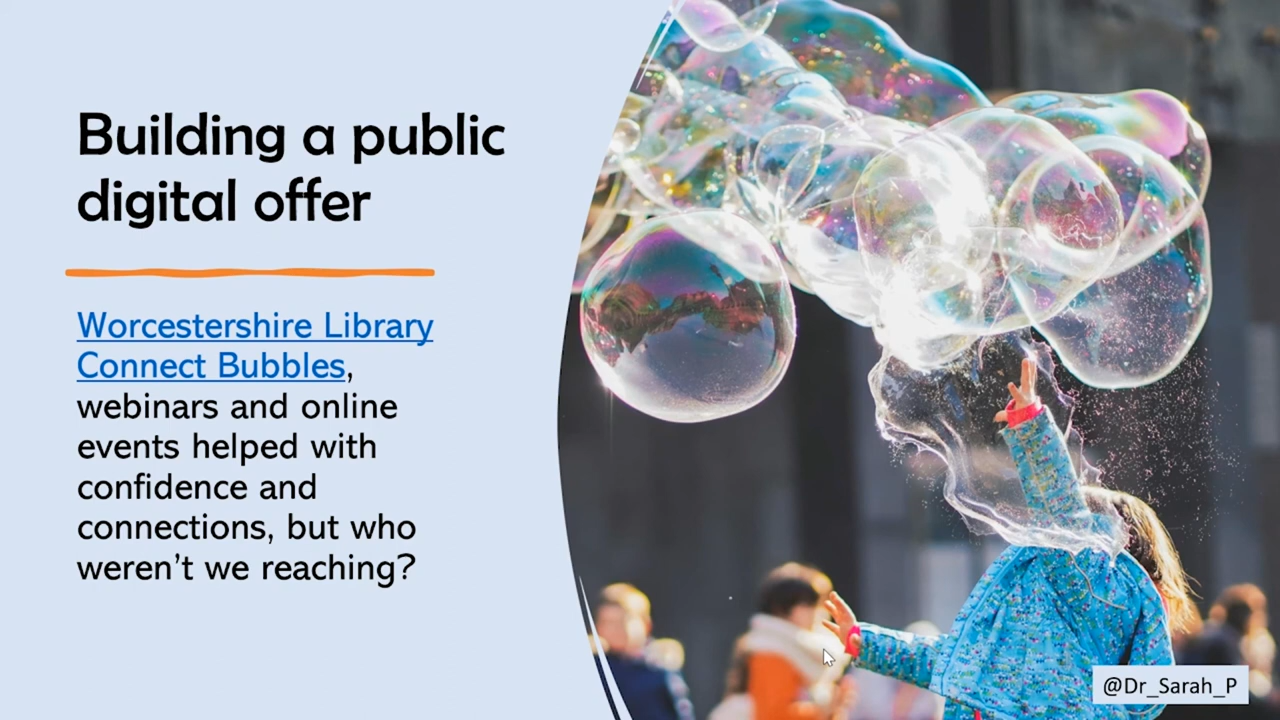 Building a public
digital offer
Worcestershire Library
Connect Bubbles,
webinars and online
events helped with
confidence and
connections, but who
weren’t we reaching?
@Dr_Sarah_P